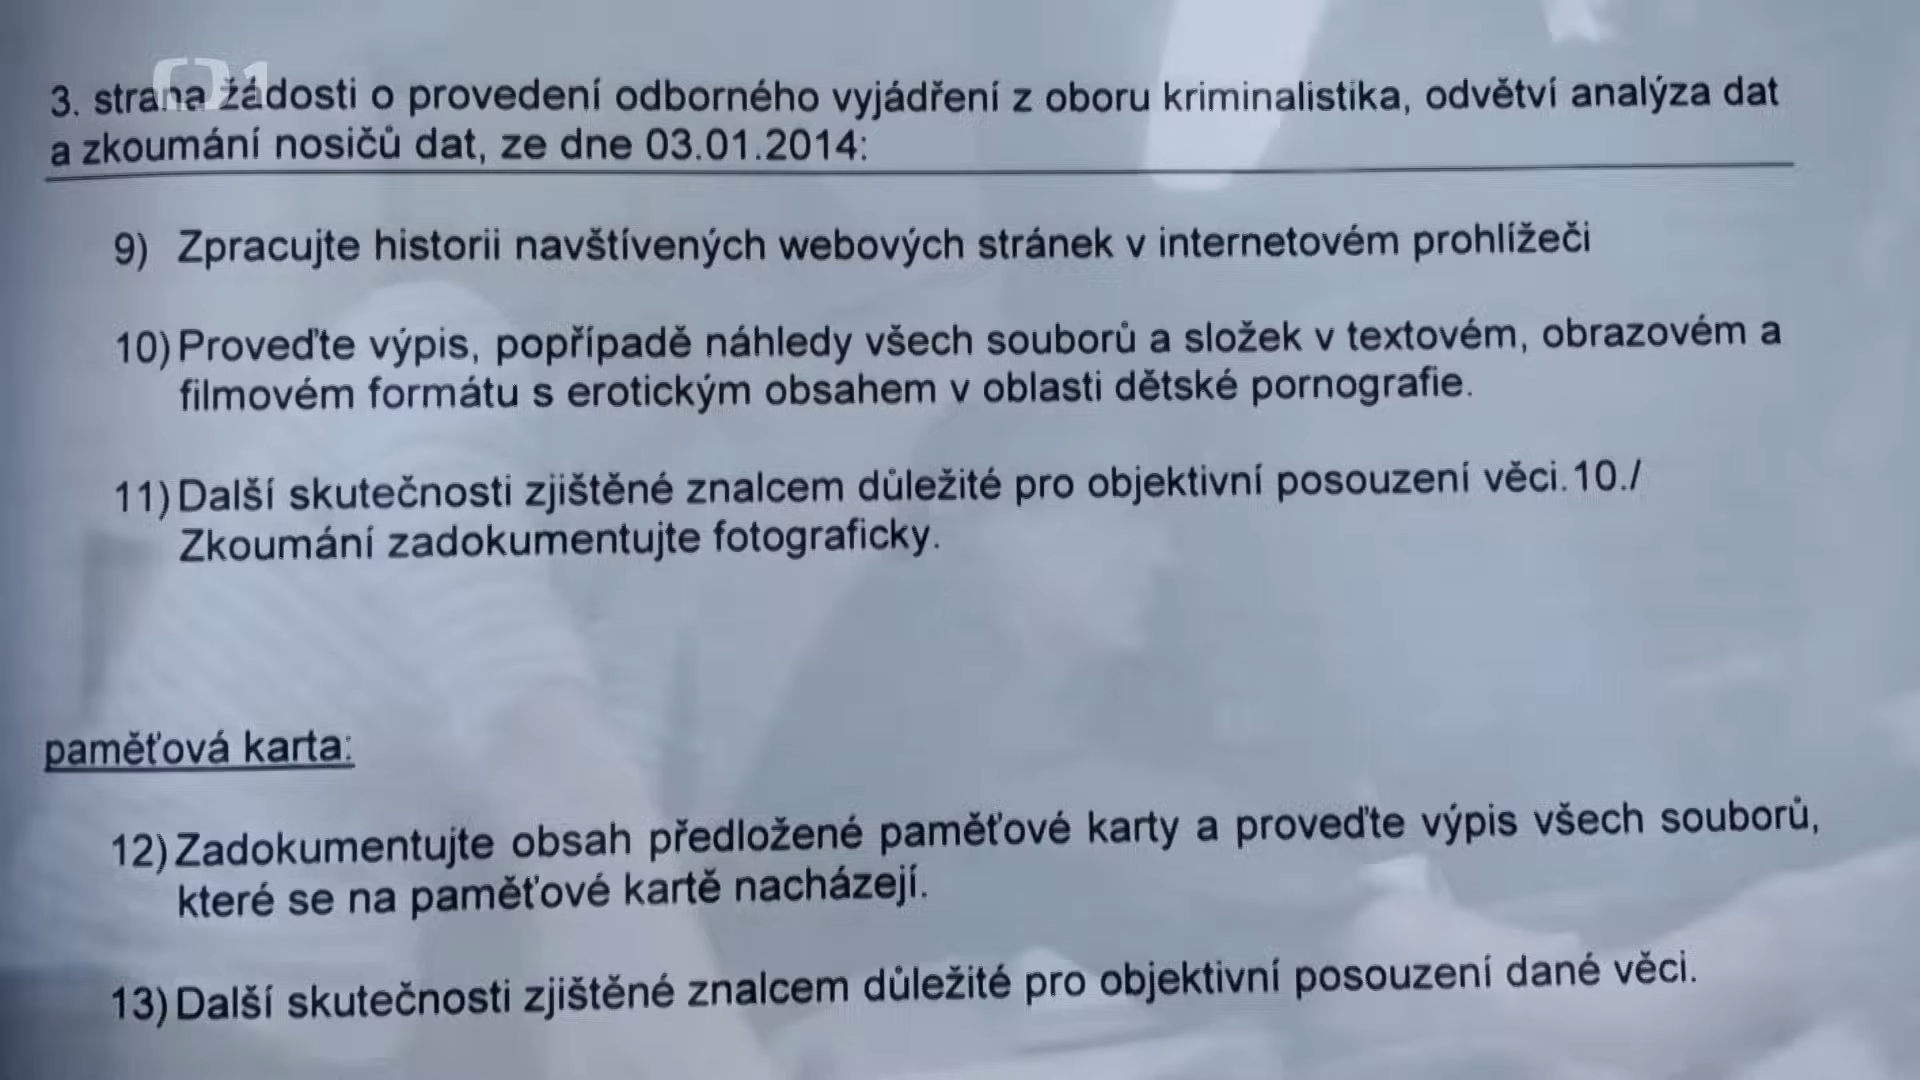 ČT1
3. strana žádosti o provedení odborného vyjádření z oboru kriminalistika, odvětví analýza dat
a zkoumání nosičů dat, ze dne 03.01.2014:
9) Zpracujte historii navštívených webových stránek v internetovém prohlížeči
10) Proveďte výpis, popřípadě náhledy všech souborů a složek v textovém, obrazovém a
filmovém formátu s erotickým obsahem v oblasti dětské pornografie.
11) Další skutečnosti zjištěné znalcem důležité pro objektivní posouzení věci.10./
Zkoumání zadokumentujte fotograficky.
paměťová karta:
12) Zadokumentujte obsah předložené paměťové karty a proveďte výpis všech souborů,
které se na paměťové kartě nacházejí.
13) Další skutečnosti zjištěné znalcem důležité pro objektivní posouzení dané věci.